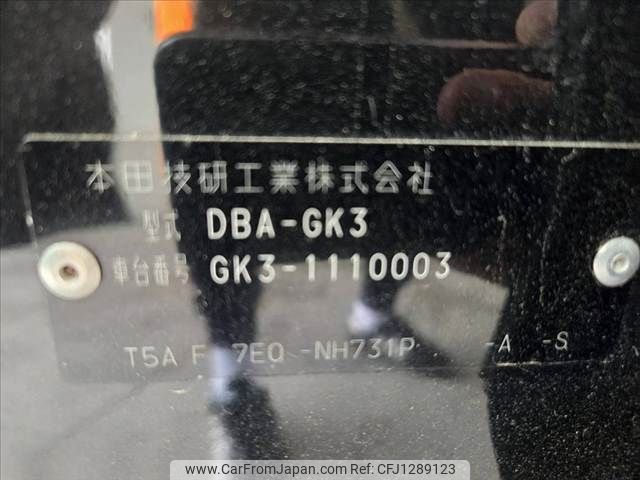 本田技研工業株式会社
型式 DBA-GK3
車台番号 GK3-1110003
T5A F 7EQ -NH731P -A -S
www.CarFromJapan.com CFJ1289123